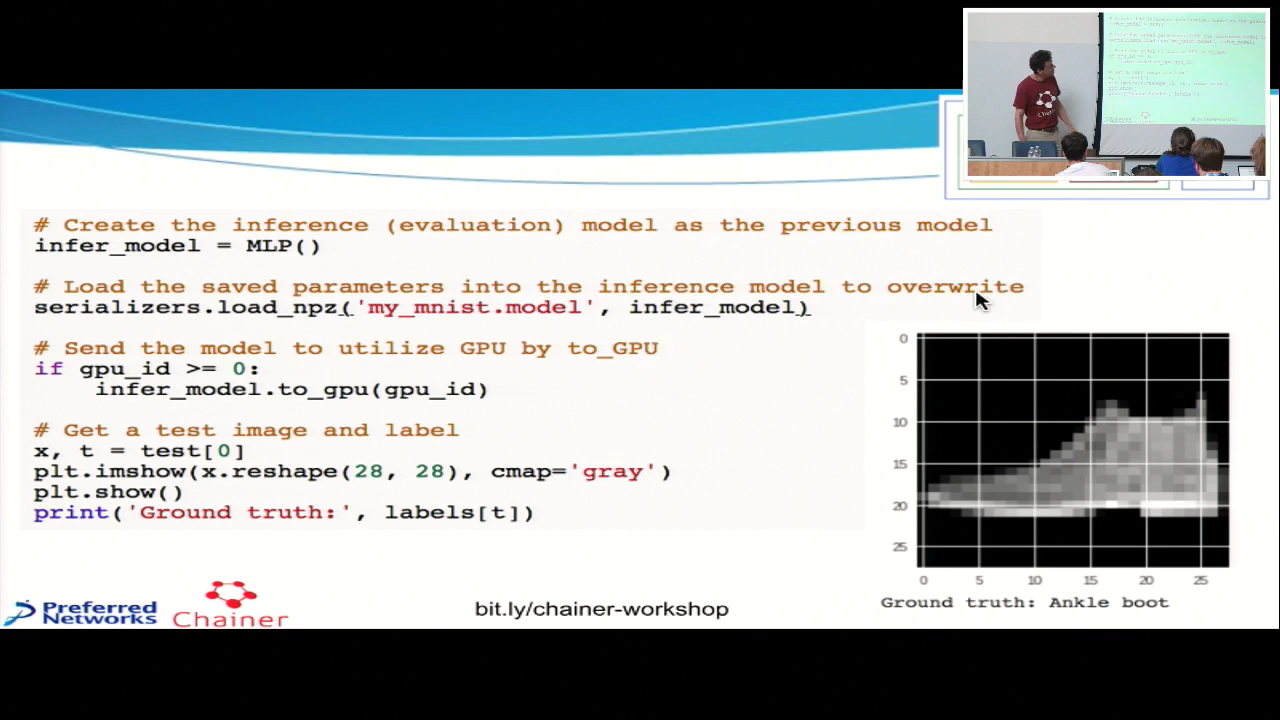 # Create the inference (evaluation) model as the previous model
infer_model = MLP()
# Load the saved parameters into the inference model to overwrite
serializers.load_npz('my_mnist.model', infer_model)
# Send the model to utilize GPU by to_GPU
if gpu_id >= 0:
    infer_model.to_gpu(gpu_id)
# Get a test image and label
x, t = test[0]
plt.imshow(x.reshape(28, 28), cmap='gray')
plt.show()
print('Ground truth:', labels[t])
0
5
10
15
20
25
0 5 10 15 20 25
Ground truth: Ankle boot
Preferred
Networks
Chainer
bit.ly/chainer-workshop